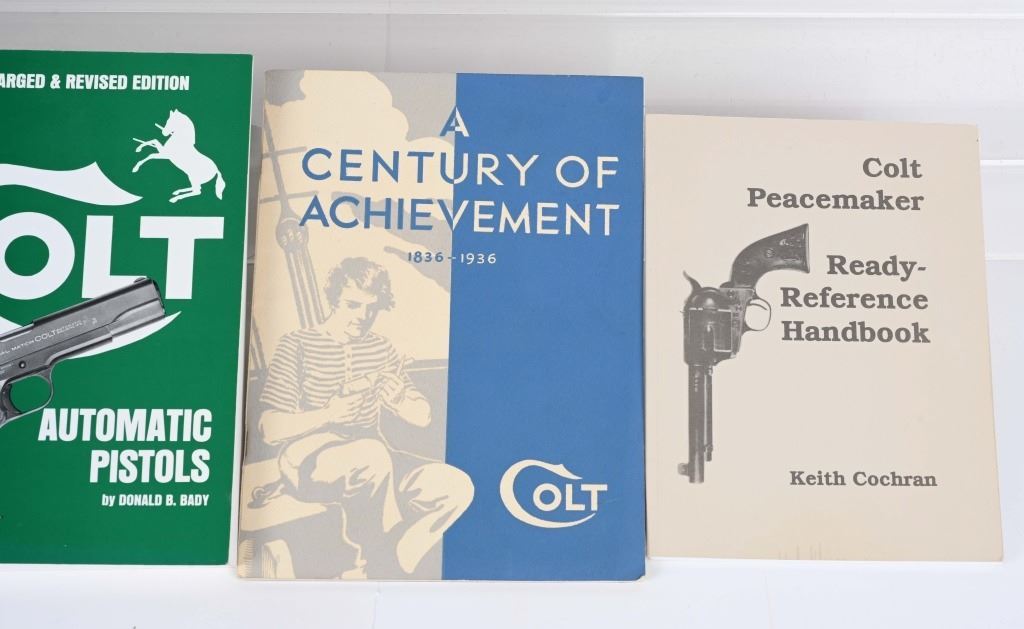 ARGED & REVISED EDITION
OLT
COLT
AUTOMATIC
PISTOLS
by DONALD B. BADY
A
CENTURY OF
ACHIEVEMENT
1836-1936
COLT
Colt
Peacemaker
Ready-
Reference
Handbook
Keith Cochran